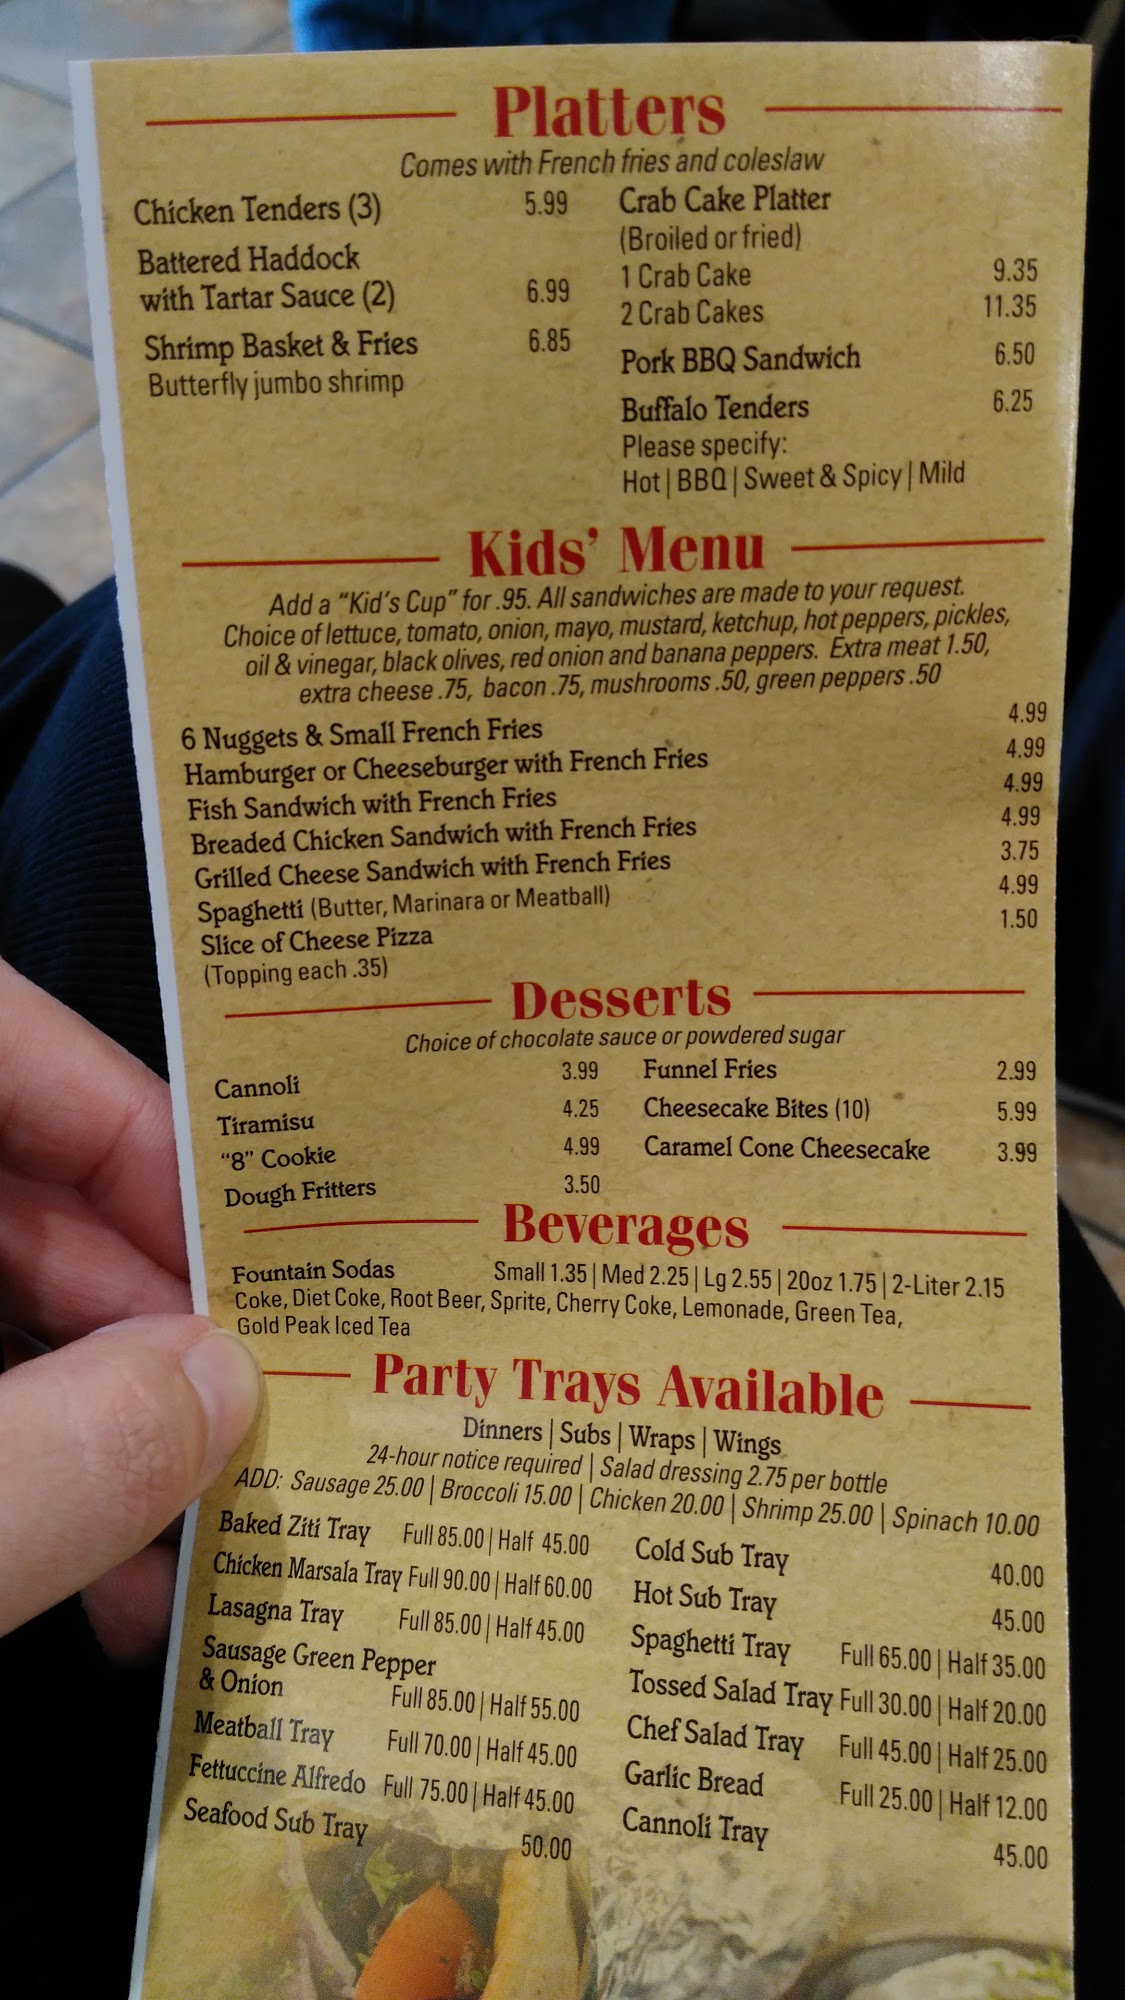 Platters
Comes with French fries and coleslaw
Chicken Tenders (3) 5.99
Battered Haddock
with Tartar Sauce (2) 6.99
Shrimp Basket & Fries 6.85
Butterfly jumbo shrimp
Crab Cake Platter
(Broiled or fried)
1 Crab Cake 9.35
2 Crab Cakes 11.35
Pork BBQ Sandwich 6.50
Buffalo Tenders 6.25
Please specify:
Hot | BBQ | Sweet & Spicy | Mild
Kids' Menu
Add a "Kid's Cup" for .95. All sandwiches are made to your request.
Choice of lettuce, tomato, onion, mayo, mustard, ketchup, hot peppers, pickles,
oil & vinegar, black olives, red onion and banana peppers. Extra meat 1.50,
extra cheese .75, bacon .75, mushrooms .50, green peppers .50
6 Nuggets & Small French Fries 4.99
Hamburger or Cheeseburger with French Fries 4.99
Fish Sandwich with French Fries 4.99
Breaded Chicken Sandwich with French Fries 4.99
Grilled Cheese Sandwich with French Fries 3.75
Spaghetti (Butter, Marinara or Meatball) 4.99
Slice of Cheese Pizza 1.50
(Topping each .35)
Desserts
Choice of chocolate sauce or powdered sugar
Cannoli 3.99
Tiramisu 4.25
"8" Cookie 4.99
Dough Fritters 3.50
Funnel Fries 2.99
Cheesecake Bites (10) 5.99
Caramel Cone Cheesecake 3.99
Beverages
Fountain Sodas Small 1.35 | Med 2.25 | Lg 2.55 | 20oz 1.75 | 2-Liter 2.15
Coke, Diet Coke, Root Beer, Sprite, Cherry Coke, Lemonade, Green Tea,
Gold Peak Iced Tea
Party Trays Available
Dinners | Subs | Wraps | Wings
24-hour notice required | Salad dressing 2.75 per bottle
ADD: Sausage 25.00 | Broccoli 15.00 | Chicken 20.00 | Shrimp 25.00 | Spinach 10.00
Baked Ziti Tray Full 85.00 | Half 45.00
Chicken Marsala Tray Full 90.00 | Half 60.00
Lasagna Tray Full 85.00 | Half 45.00
Sausage Green Pepper
& Onion Full 85.00 | Half 55.00
Meatball Tray Full 70.00 | Half 45.00
Fettuccine Alfredo Full 75.00 | Half 45.00
Seafood Sub Tray 50.00
Cold Sub Tray 40.00
Hot Sub Tray 45.00
Spaghetti Tray Full 65.00 | Half 35.00
Tossed Salad Tray Full 30.00 | Half 20.00
Chef Salad Tray Full 45.00 | Half 25.00
Garlic Bread Full 25.00 | Half 12.00
Cannoli Tray 45.00